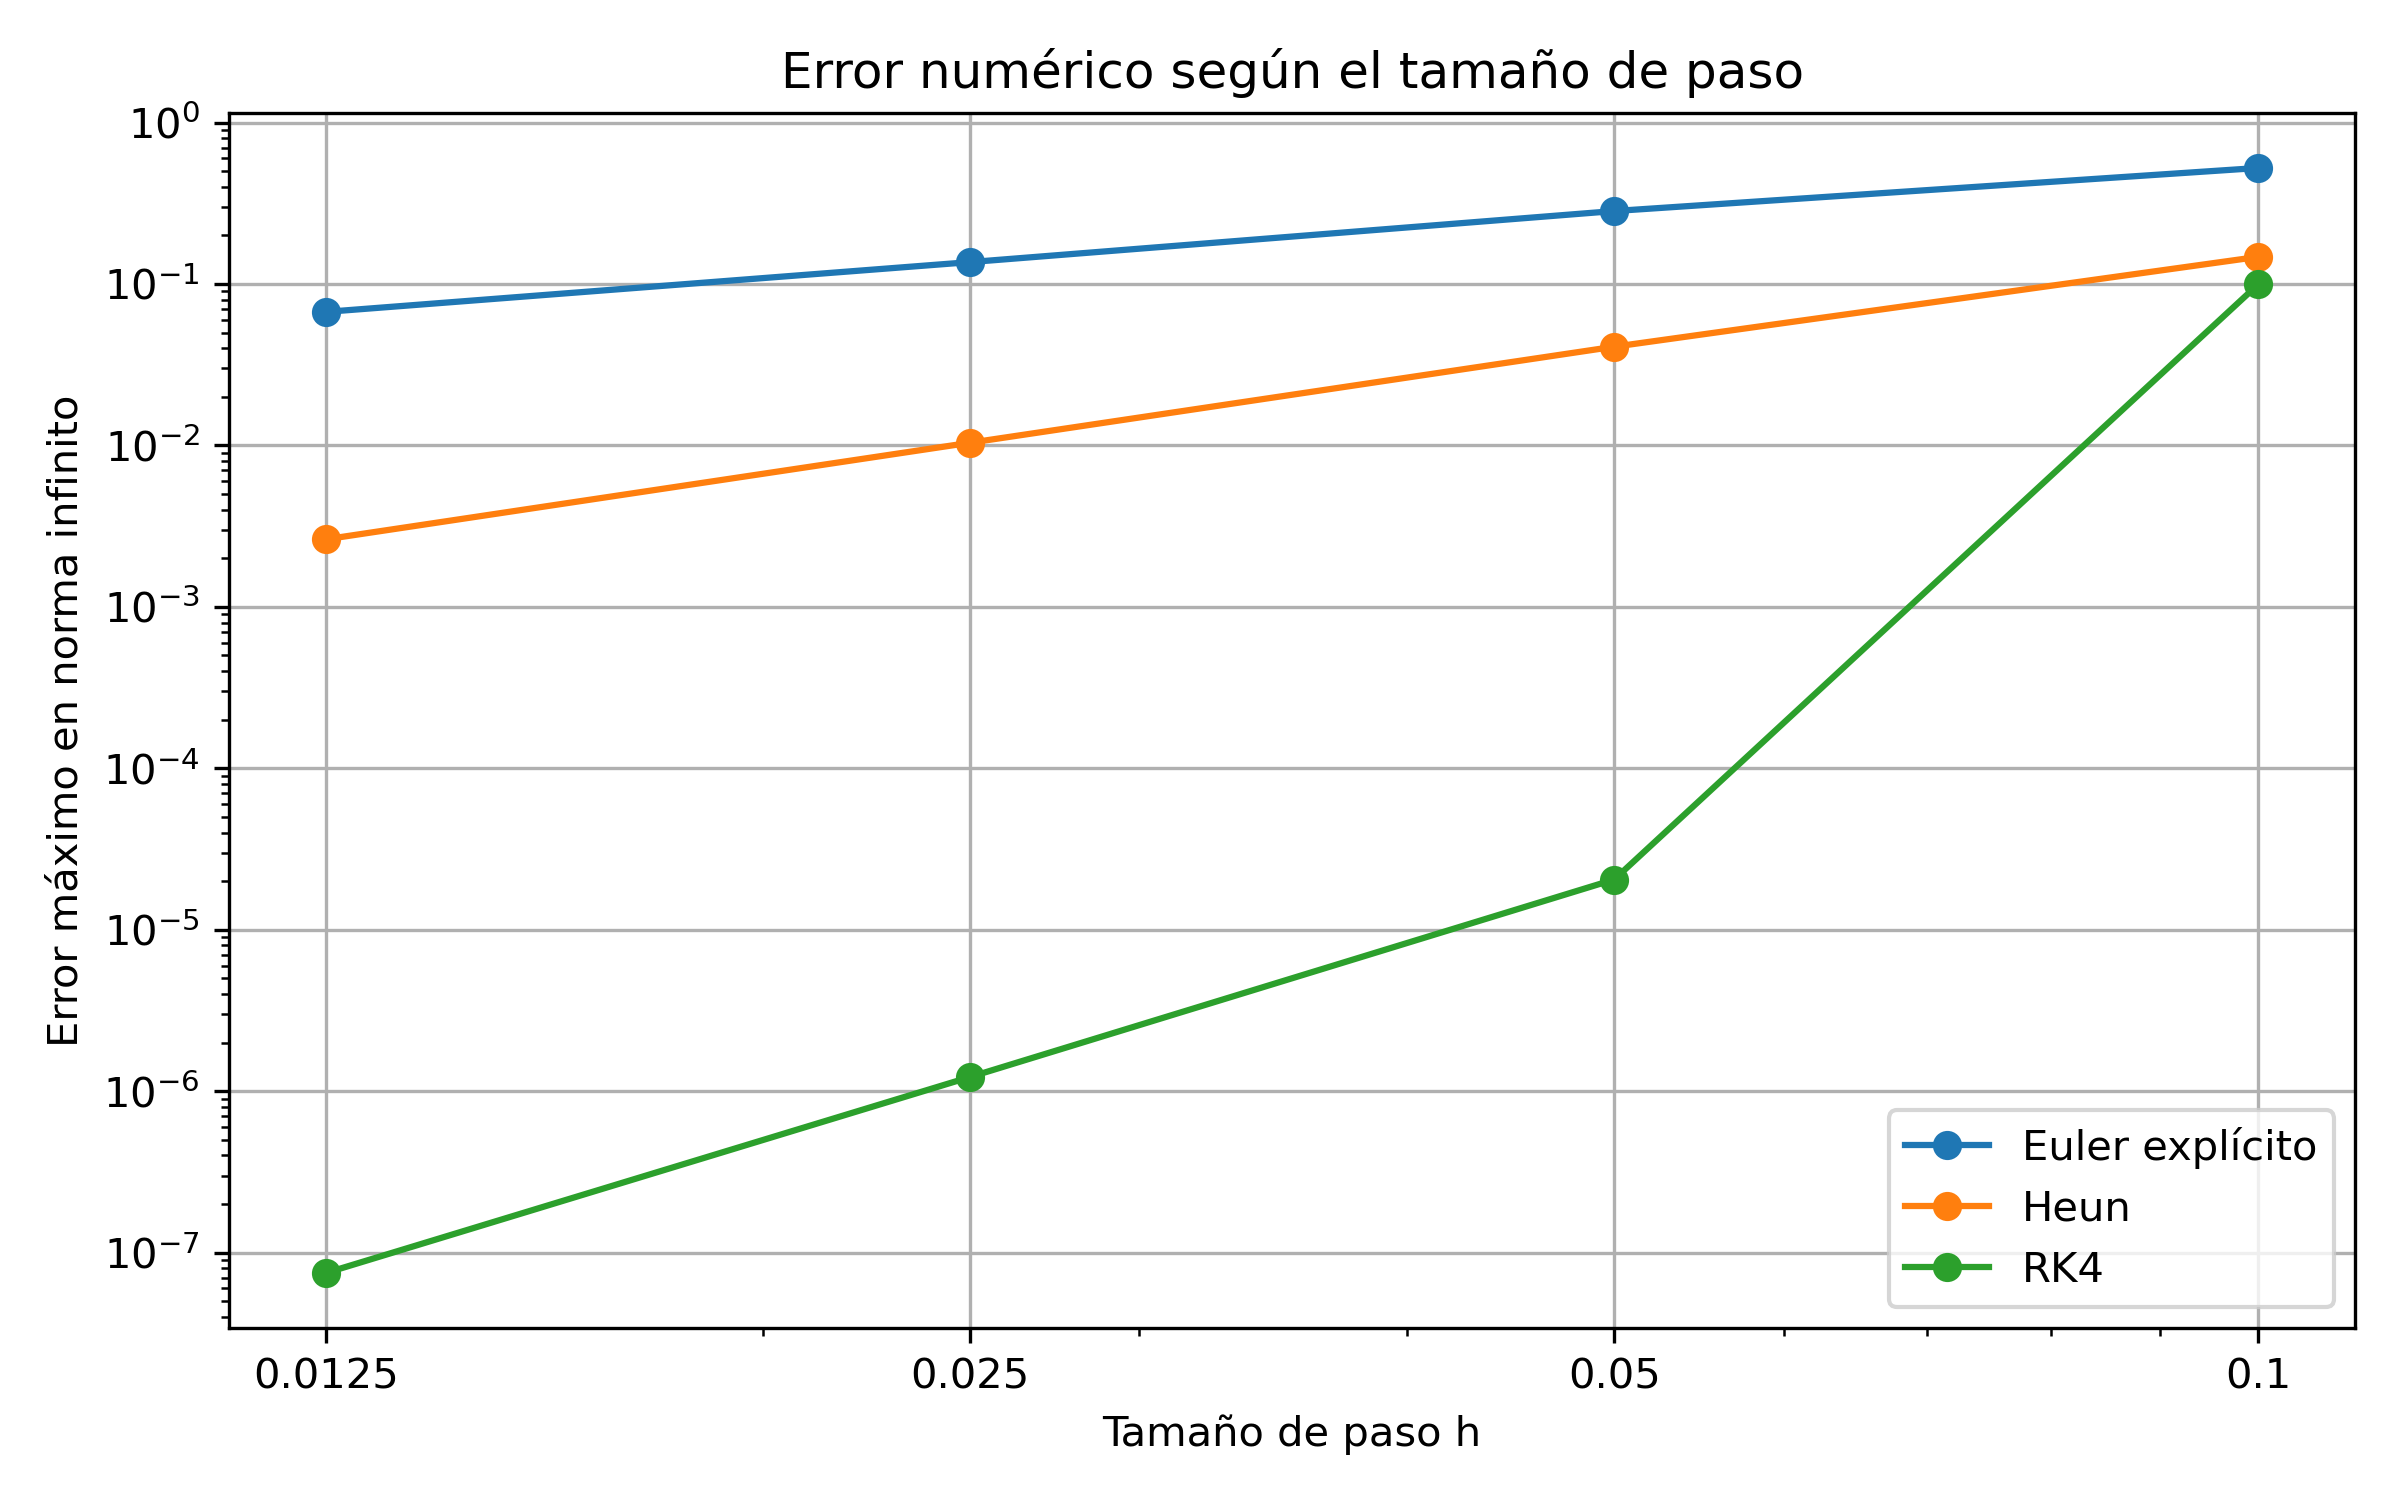 Error numérico según el tamaño de paso
10⁰
10⁻¹
10⁻²
10⁻³
10⁻⁴
10⁻⁵
10⁻⁶
10⁻⁷
Error máximo en norma infinito
Euler explícito
Heun
RK4
0.0125 0.025 0.05 0.1
Tamaño de paso h